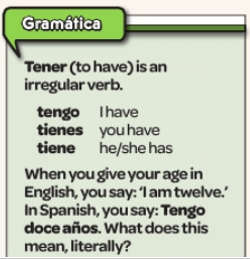 Gramática
Tener (to have) is an
irregular verb.
tengo I have
tienes you have
tiene he/she has
When you give your age in
English, you say: 'I am twelve.'
In Spanish, you say: Tengo
doce años. What does this
mean, literally?